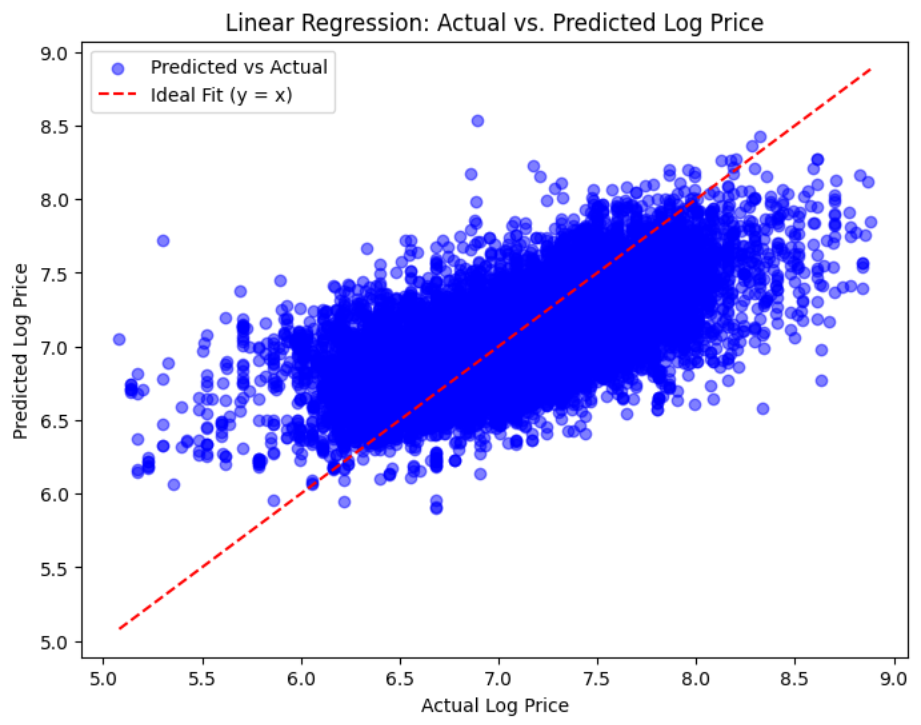 Linear Regression: Actual vs. Predicted Log Price
Predicted vs Actual
Ideal Fit (y = x)
Predicted Log Price
9.0
8.5
8.0
7.5
7.0
6.5
6.0
5.5
5.0
5.0 5.5 6.0 6.5 7.0 7.5 8.0 8.5 9.0
Actual Log Price